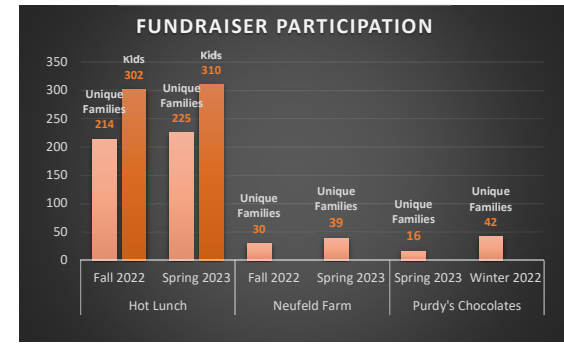 FUNDRAISER PARTICIPATION
350
300
250
200
150
100
50
0
Unique
Families
214
Kids
302
Unique
Families
225
Kids
310
Unique
Families
30
Unique
Families
39
Unique
Families
16
Unique
Families
42
Fall 2022 Spring 2023 Fall 2022 Spring 2023 Spring 2023 Winter 2022
Hot Lunch Neufeld Farm Purdy's Chocolates